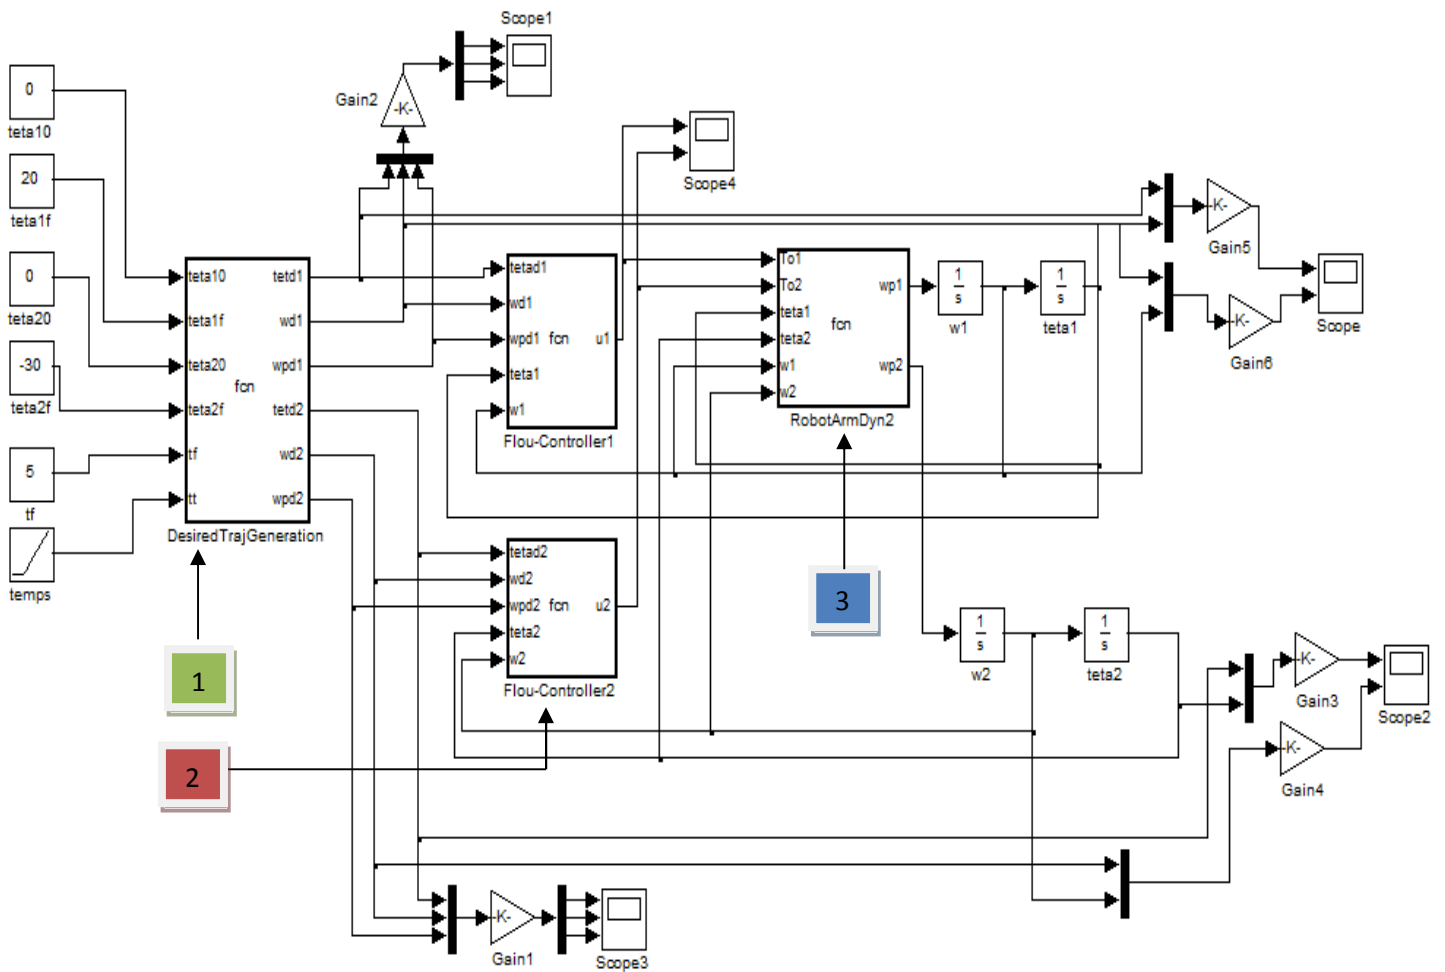 Scope1
Gain2
-K-
0
teta10
20
teta1f
0
teta20
-30
teta2f
5
tf
temps
teta10
teta1f
teta20
teta2f
tf
tt
fcn
tetd1
wd1
wpd1
tetd2
wd2
wpd2
DesiredTrajGeneration
Scope4
tetad1
wd1
wpd1
teta1
w1
fcn
u1
Flou-Controller1
To1
To2
teta1
teta2
w1
w2
fcn
wp1
wp2
RobotArmDyn2
1
s
w1
1
s
teta1
-K-
Gain5
-K-
Gain6
Scope
tetad2
wd2
wpd2
teta2
w2
fcn
u2
Flou-Controller2
1
2
3
1
s
w2
1
s
teta2
-K-
Gain3
-K-
Gain4
Scope2
-K-
Gain1
Scope3